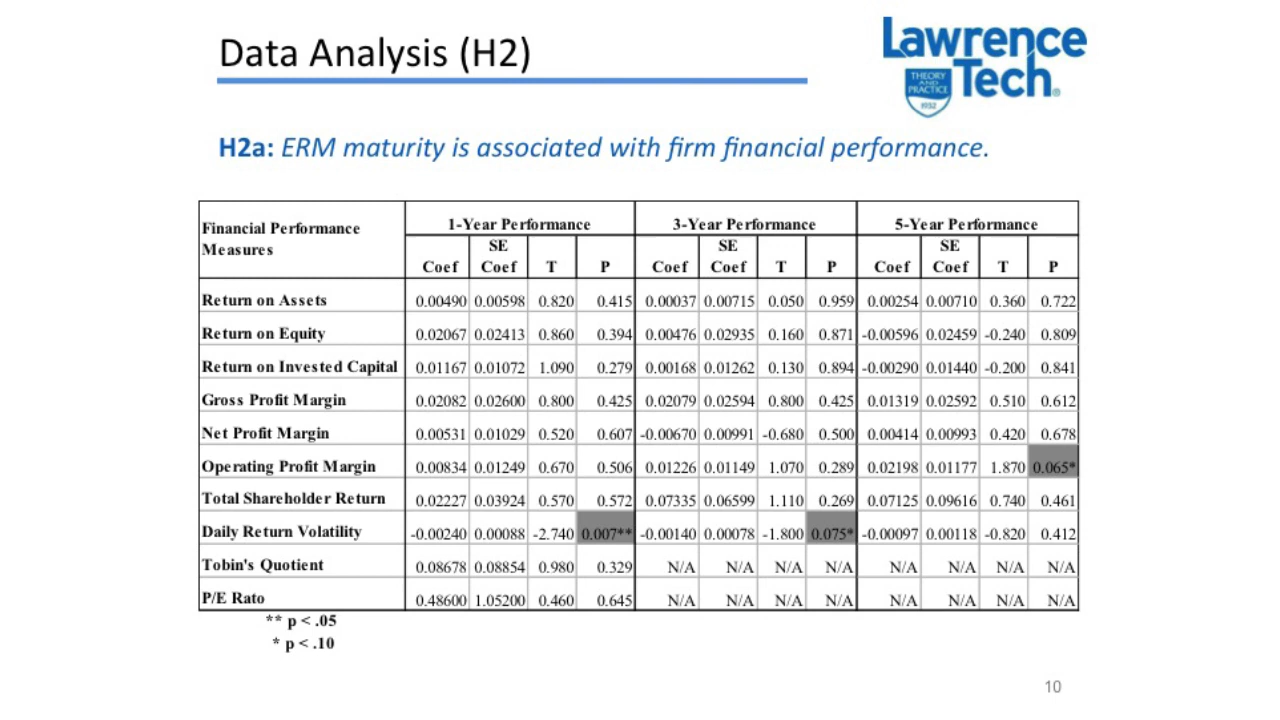 Data Analysis (H2)
Lawrence
Tech®
THEORY
AND
PRACTICE
1932
H2a: ERM maturity is associated with firm financial performance.
Financial Performance Measures 1-Year Performance 3-Year Performance 5-Year Performance
Coef SE Coef T P Coef SE Coef T P Coef SE Coef T P
Return on Assets 0.00490 0.00598 0.820 0.415 0.00037 0.00715 0.050 0.959 0.00254 0.00710 0.360 0.722
Return on Equity 0.02067 0.02413 0.860 0.394 0.00476 0.02935 0.160 0.871 -0.00596 0.02459 -0.240 0.809
Return on Invested Capital 0.01167 0.01072 1.090 0.279 0.00168 0.01262 0.130 0.894 -0.00290 0.01440 -0.200 0.841
Gross Profit Margin 0.02082 0.02600 0.800 0.425 0.02079 0.02594 0.800 0.425 0.01319 0.02592 0.510 0.612
Net Profit Margin 0.00531 0.01029 0.520 0.607 -0.00670 0.00991 -0.680 0.500 0.00414 0.00993 0.420 0.678
Operating Profit Margin 0.00834 0.01249 0.670 0.506 0.01226 0.01149 1.070 0.289 0.02198 0.01177 1.870 0.065*
Total Shareholder Return 0.02227 0.03924 0.570 0.572 0.07335 0.06599 1.110 0.269 0.07125 0.09616 0.740 0.461
Daily Return Volatility -0.00240 0.00088 -2.740 0.007** -0.00140 0.00078 -1.800 0.075* -0.00097 0.00118 -0.820 0.412
Tobin's Quotient 0.08678 0.08854 0.980 0.329 N/A N/A N/A N/A N/A N/A N/A N/A
P/E Rato 0.48600 1.05200 0.460 0.645 N/A N/A N/A N/A N/A N/A N/A N/A
** p < .05
* p < .10
10